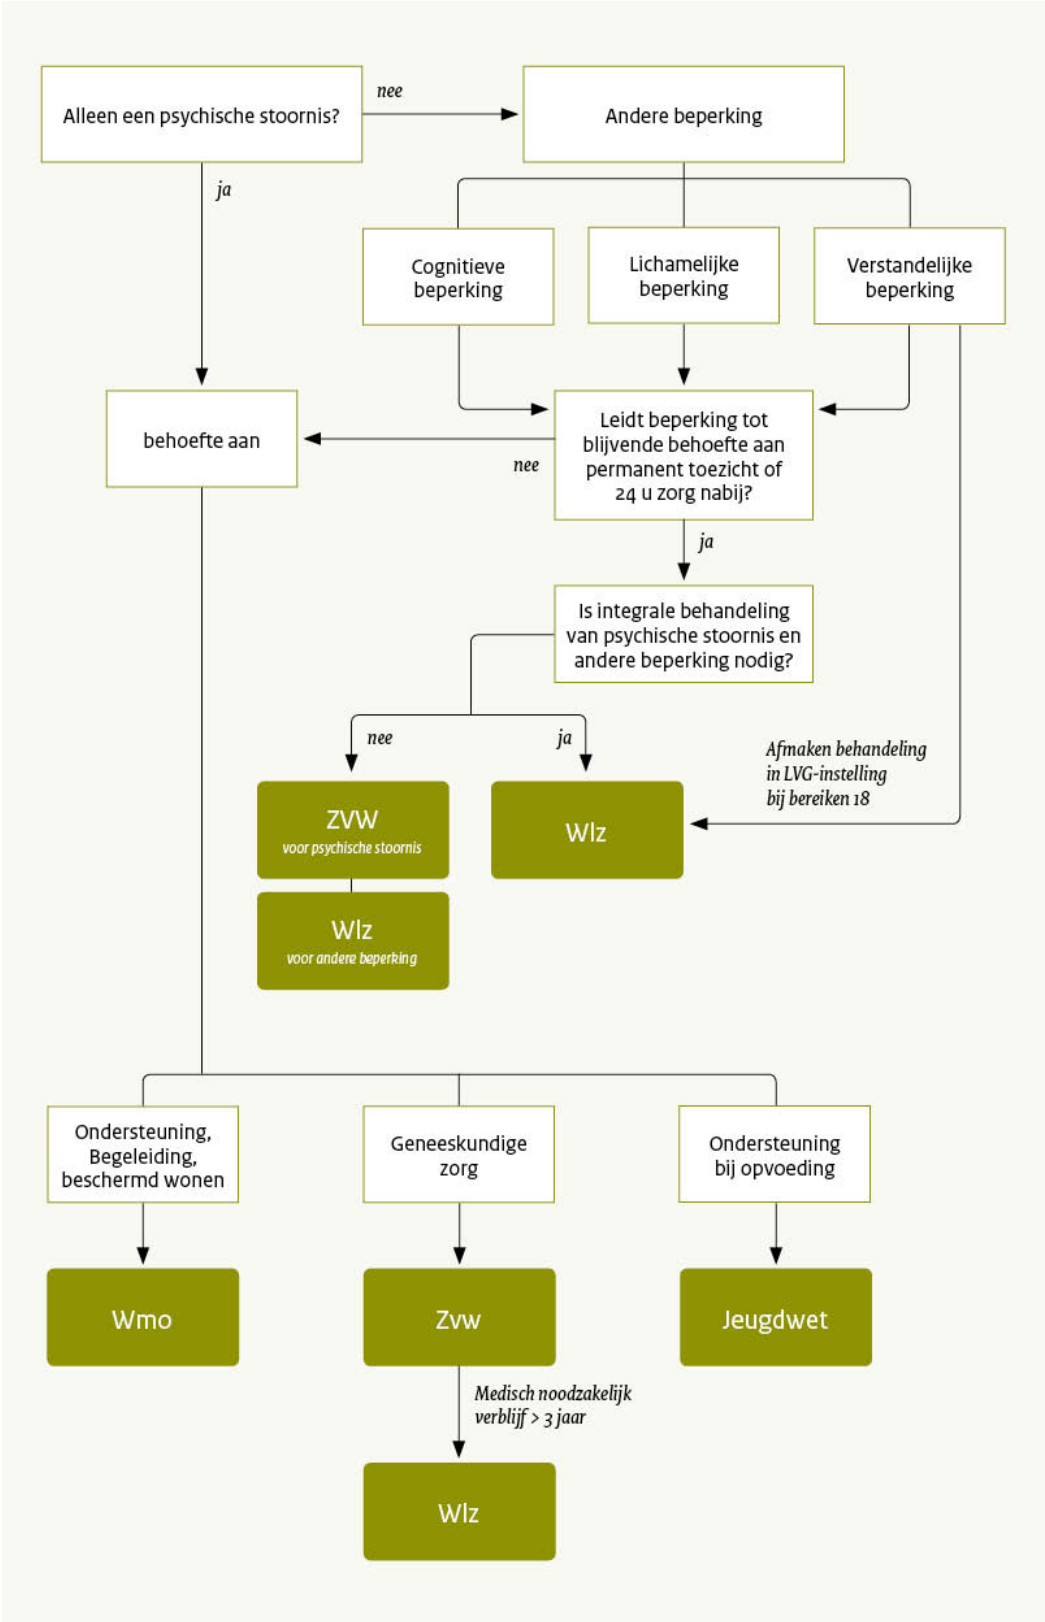 Alleen een psychische stoornis?
nee
Andere beperking
ja
Cognitieve
beperking
Lichamelijke
beperking
Verstandelijke
beperking
behoefte aan
nee
Leidt beperking tot
blijvende behoefte aan
permanent toezicht of
24 u zorg nabij?
ja
Is integrale behandeling
van psychische stoornis en
andere beperking nodig?
nee
ja
Afmaken behandeling
in LVG-instelling
bij bereiken 18
ZVW
voor psychische stoornis
Wlz
Wlz
voor andere beperking
Ondersteuning,
Begeleiding,
beschermd wonen
Geneeskundige
zorg
Ondersteuning
bij opvoeding
Wmo
Zvw
Jeugdwet
Medisch noodzakelijk
verblijf > 3 jaar
Wlz